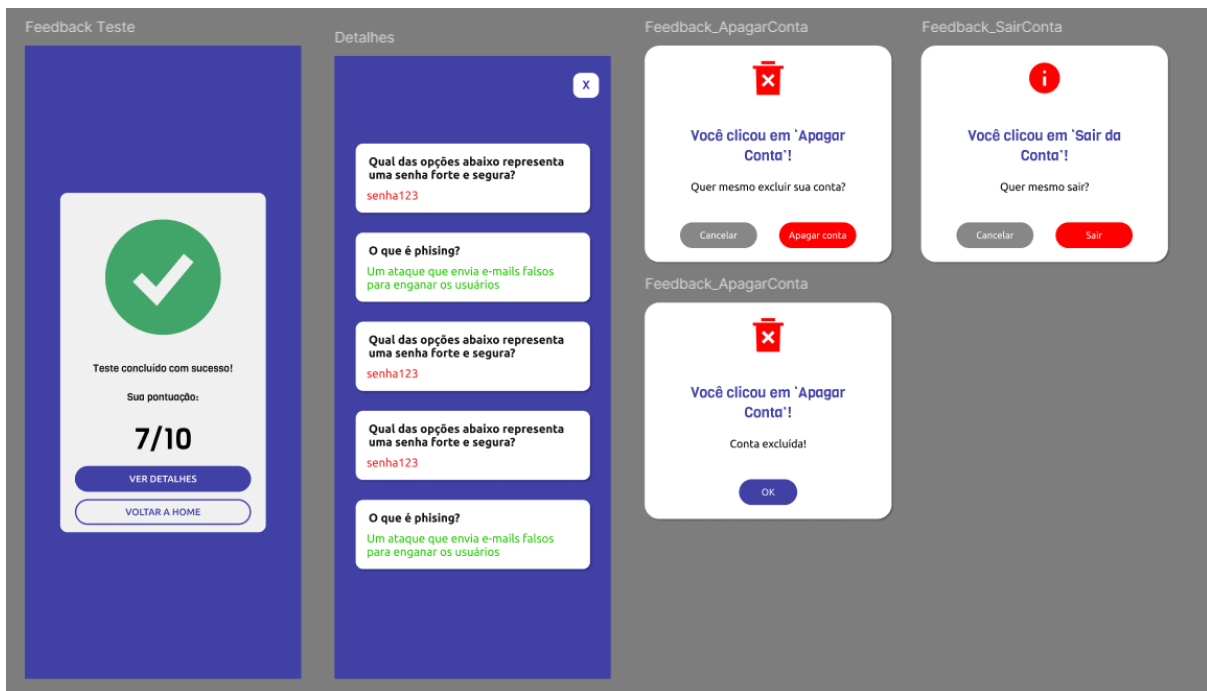 Feedback Teste
Teste concluído com sucesso!
Sua pontuação:
7/10
VER DETALHES
VOLTAR A HOME
Detalhes
X
Qual das opções abaixo representa
uma senha forte e segura?
senha123
O que é phising?
Um ataque que envia e-mails falsos
para enganar os usuários
Qual das opções abaixo representa
uma senha forte e segura?
senha123
Qual das opções abaixo representa
uma senha forte e segura?
senha123
O que é phising?
Um ataque que envia e-mails falsos
para enganar os usuários
Feedback_ApagarConta
Você clicou em ‘Apagar
Conta’!
Quer mesmo excluir sua conta?
Cancelar
Apagar conta
Feedback_SairConta
Você clicou em ‘Sair da
Conta’!
Quer mesmo sair?
Cancelar
Sair
Feedback_ApagarConta
Você clicou em ‘Apagar
Conta’!
Conta excluída!
OK